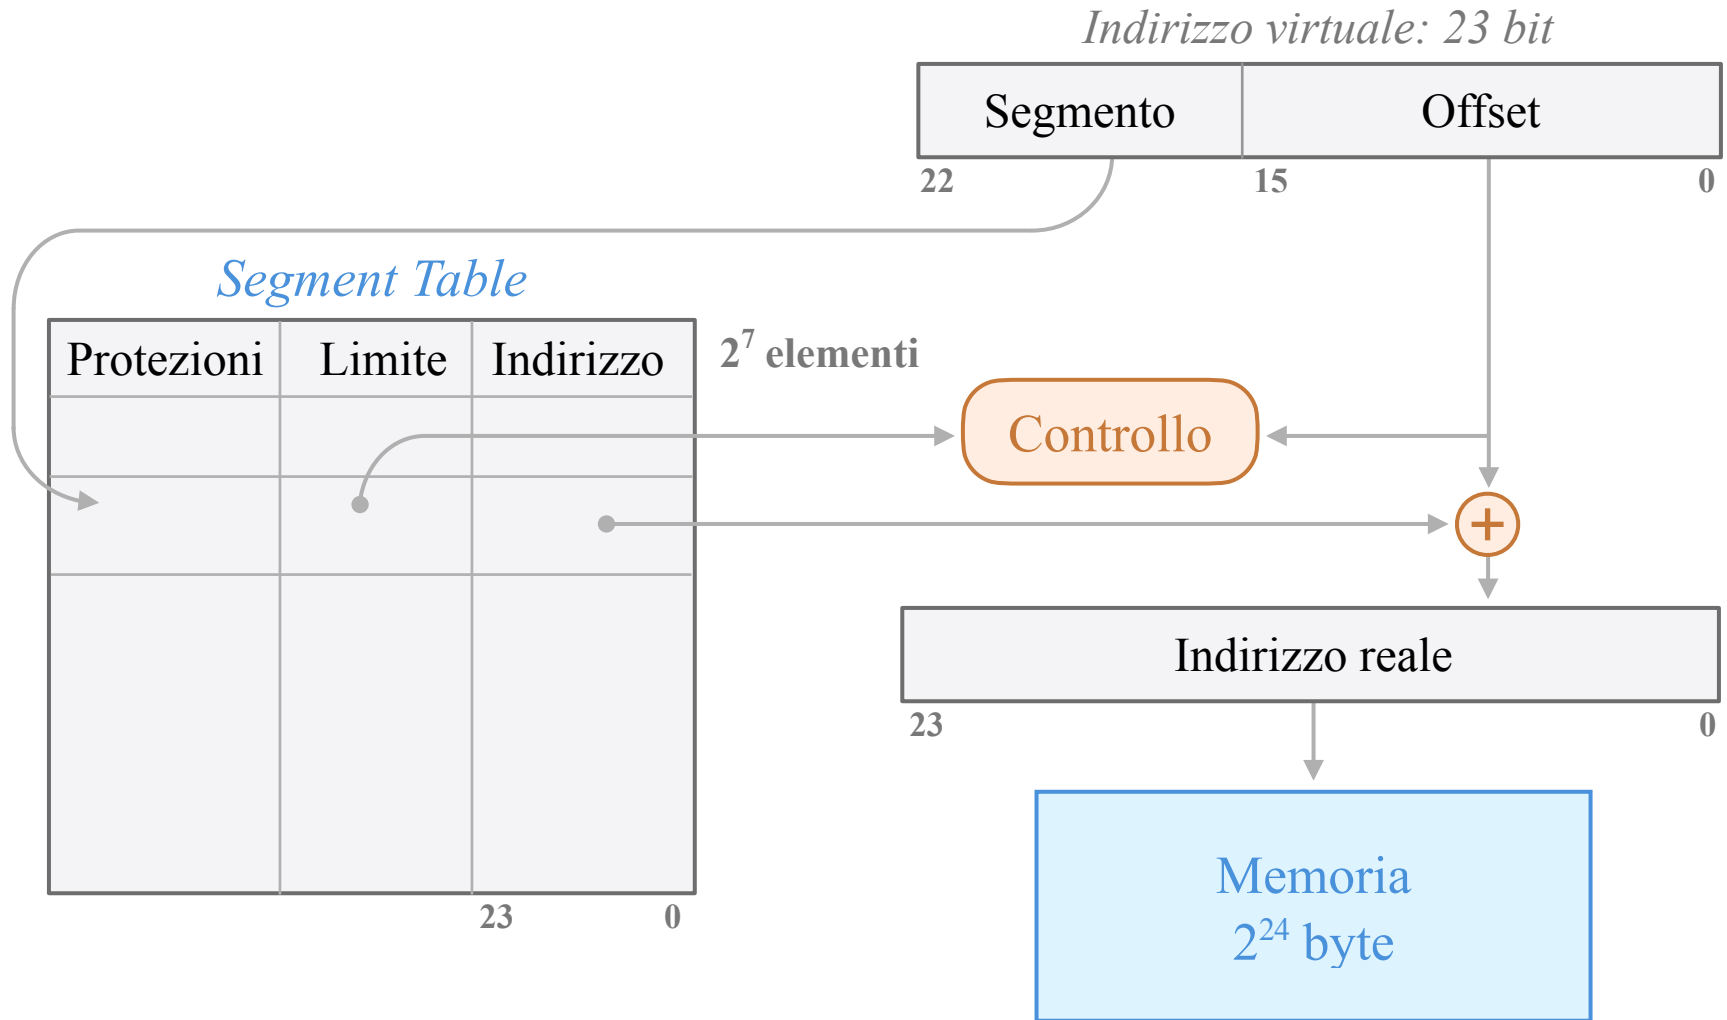 Indirizzo virtuale: 23 bit
Segmento Offset
22 15 0
Segment Table
Protezioni Limite Indirizzo
2⁷ elementi
Controllo
+
Indirizzo reale
23 0
23 0
Memoria
2²⁴ byte